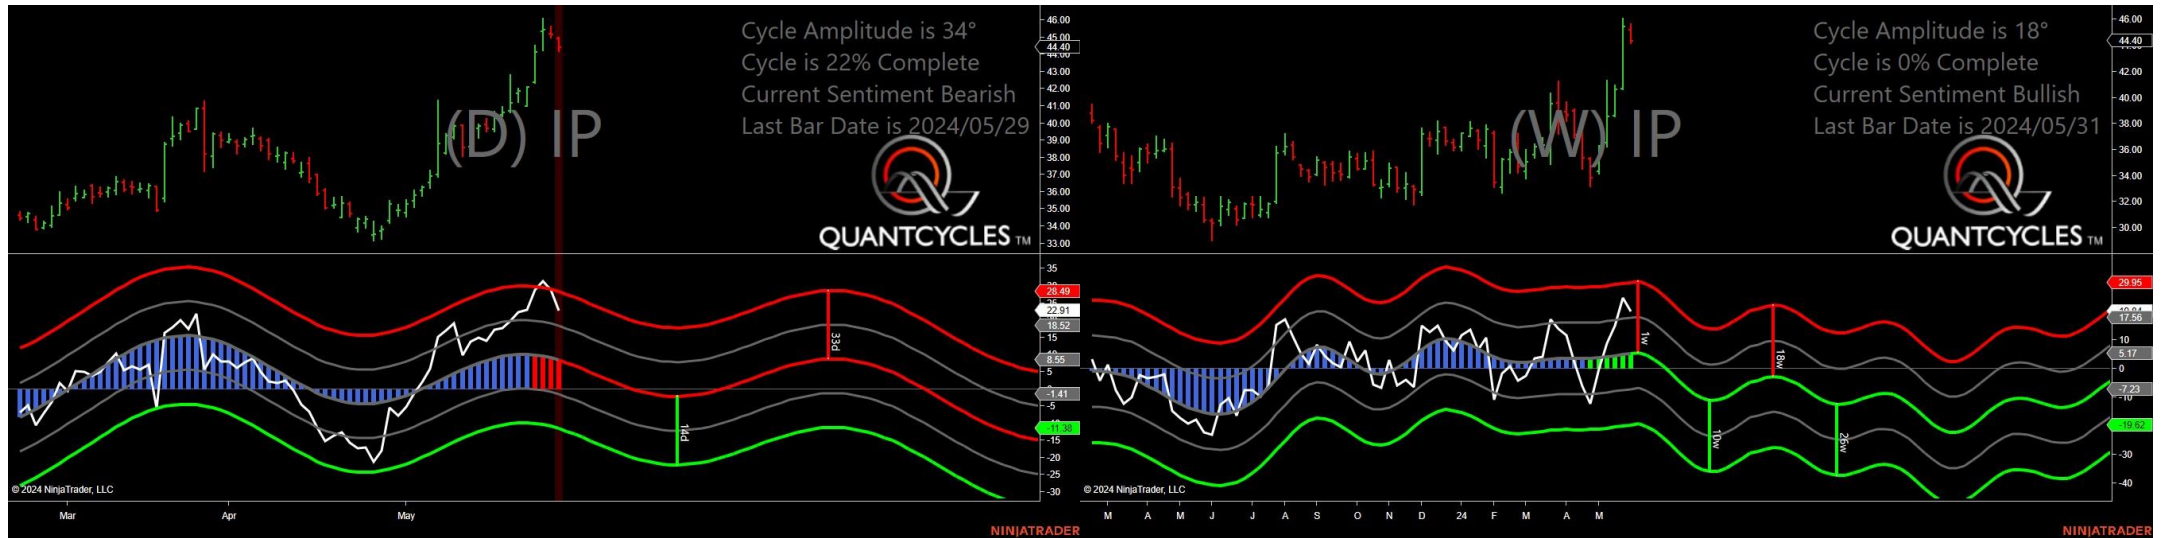 Cycle Amplitude is 34°
Cycle is 22% Complete
Current Sentiment Bearish
Last Bar Date is 2024/05/29
(D) IP
QUANTCYCLES TM
46.00
45.00
44.40
44.00
43.00
42.00
41.00
40.00
39.00
38.00
37.00
36.00
35.00
34.00
33.00
35
28.49
22.91
18.52
15
8.55
5
-1.41
-5
-11.38
-15
-20
-25
-30
33d
14d
© 2024 NinjaTrader, LLC
Mar Apr May
NINJATRADER
Cycle Amplitude is 18°
Cycle is 0% Complete
Current Sentiment Bullish
Last Bar Date is 2024/05/31
(W) IP
QUANTCYCLES TM
46.00
44.40
42.00
40.00
38.00
36.00
34.00
32.00
30.00
29.95
17.56
10
5.17
0
-7.23
-10
-19.62
-30
-40
1w
18w
10w
26w
© 2024 NinjaTrader, LLC
M A M J J A S O N D 24 F M A M
NINJATRADER